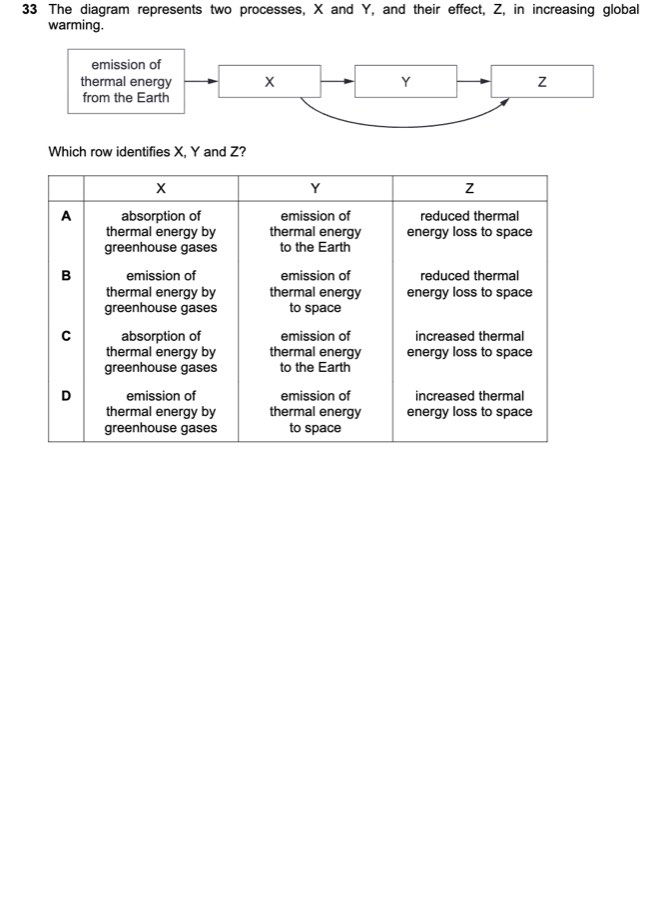 33 The diagram represents two processes, X and Y, and their effect, Z, in increasing global
warming.
emission of
thermal energy
from the Earth
X
Y
Z
Which row identifies X, Y and Z?
X Y Z
A absorption of emission of reduced thermal
thermal energy by thermal energy energy loss to space
greenhouse gases to the Earth
B emission of emission of reduced thermal
thermal energy by thermal energy energy loss to space
greenhouse gases to space
C absorption of emission of increased thermal
thermal energy by thermal energy energy loss to space
greenhouse gases to the Earth
D emission of emission of increased thermal
thermal energy by thermal energy energy loss to space
greenhouse gases to space